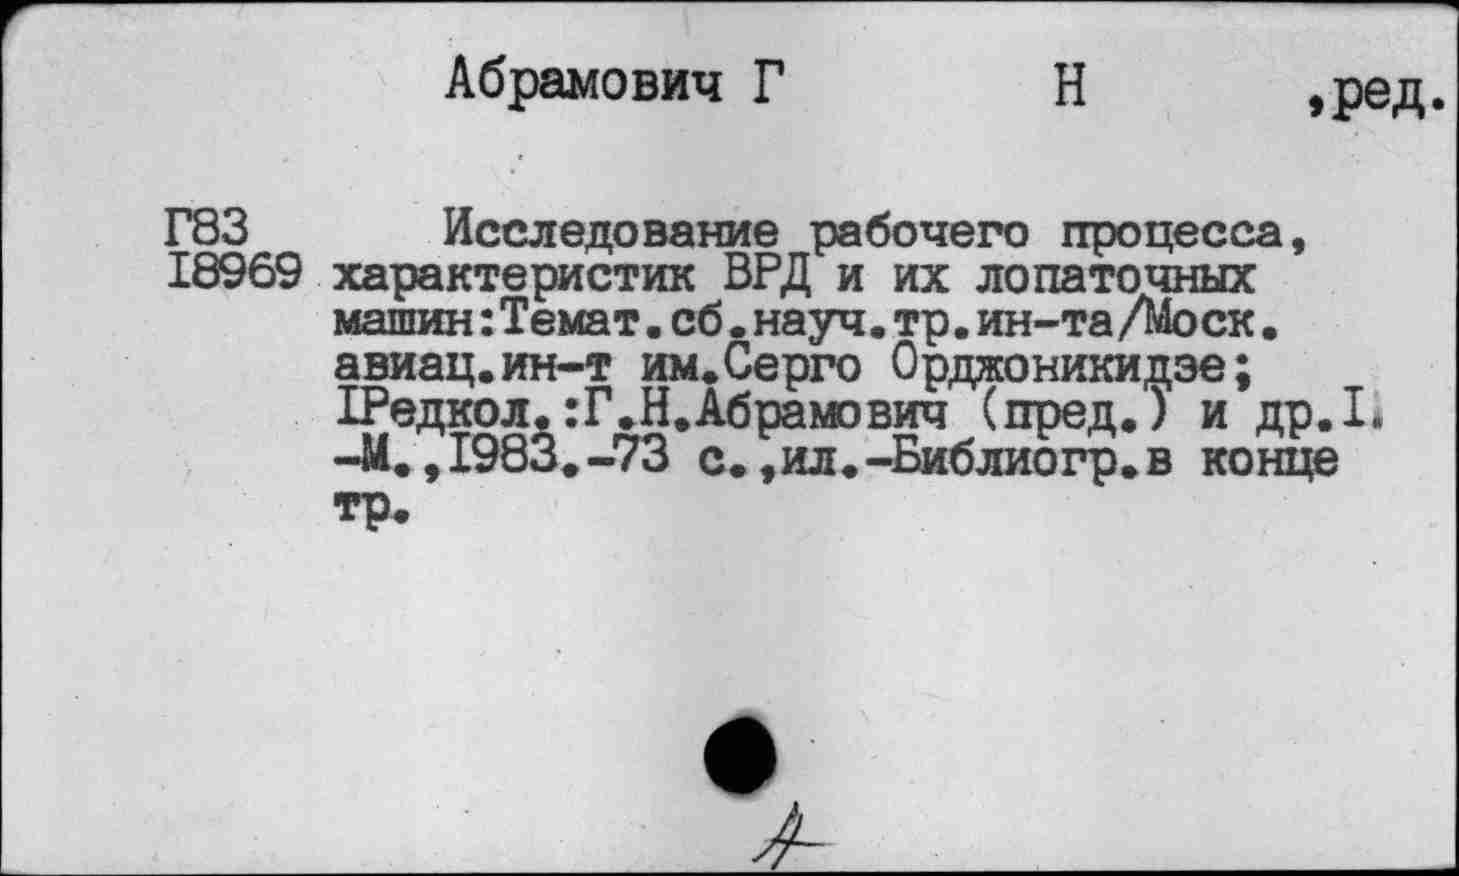 Абрамович Г Н ,ред.
Г83 Исследование рабочего процесса,
I8969 характеристик ВРД и их лопаточных
машин:Темат.сб.науч.тр.ин-та/Моск.
авиац.ин-т им.Серго Орджоникидзе;
IРедкол.:Г.Н.Абрамович (пред.) и др.I.
-М.,I983.-73 с.,ил.-Библиогр.в конце
тр.